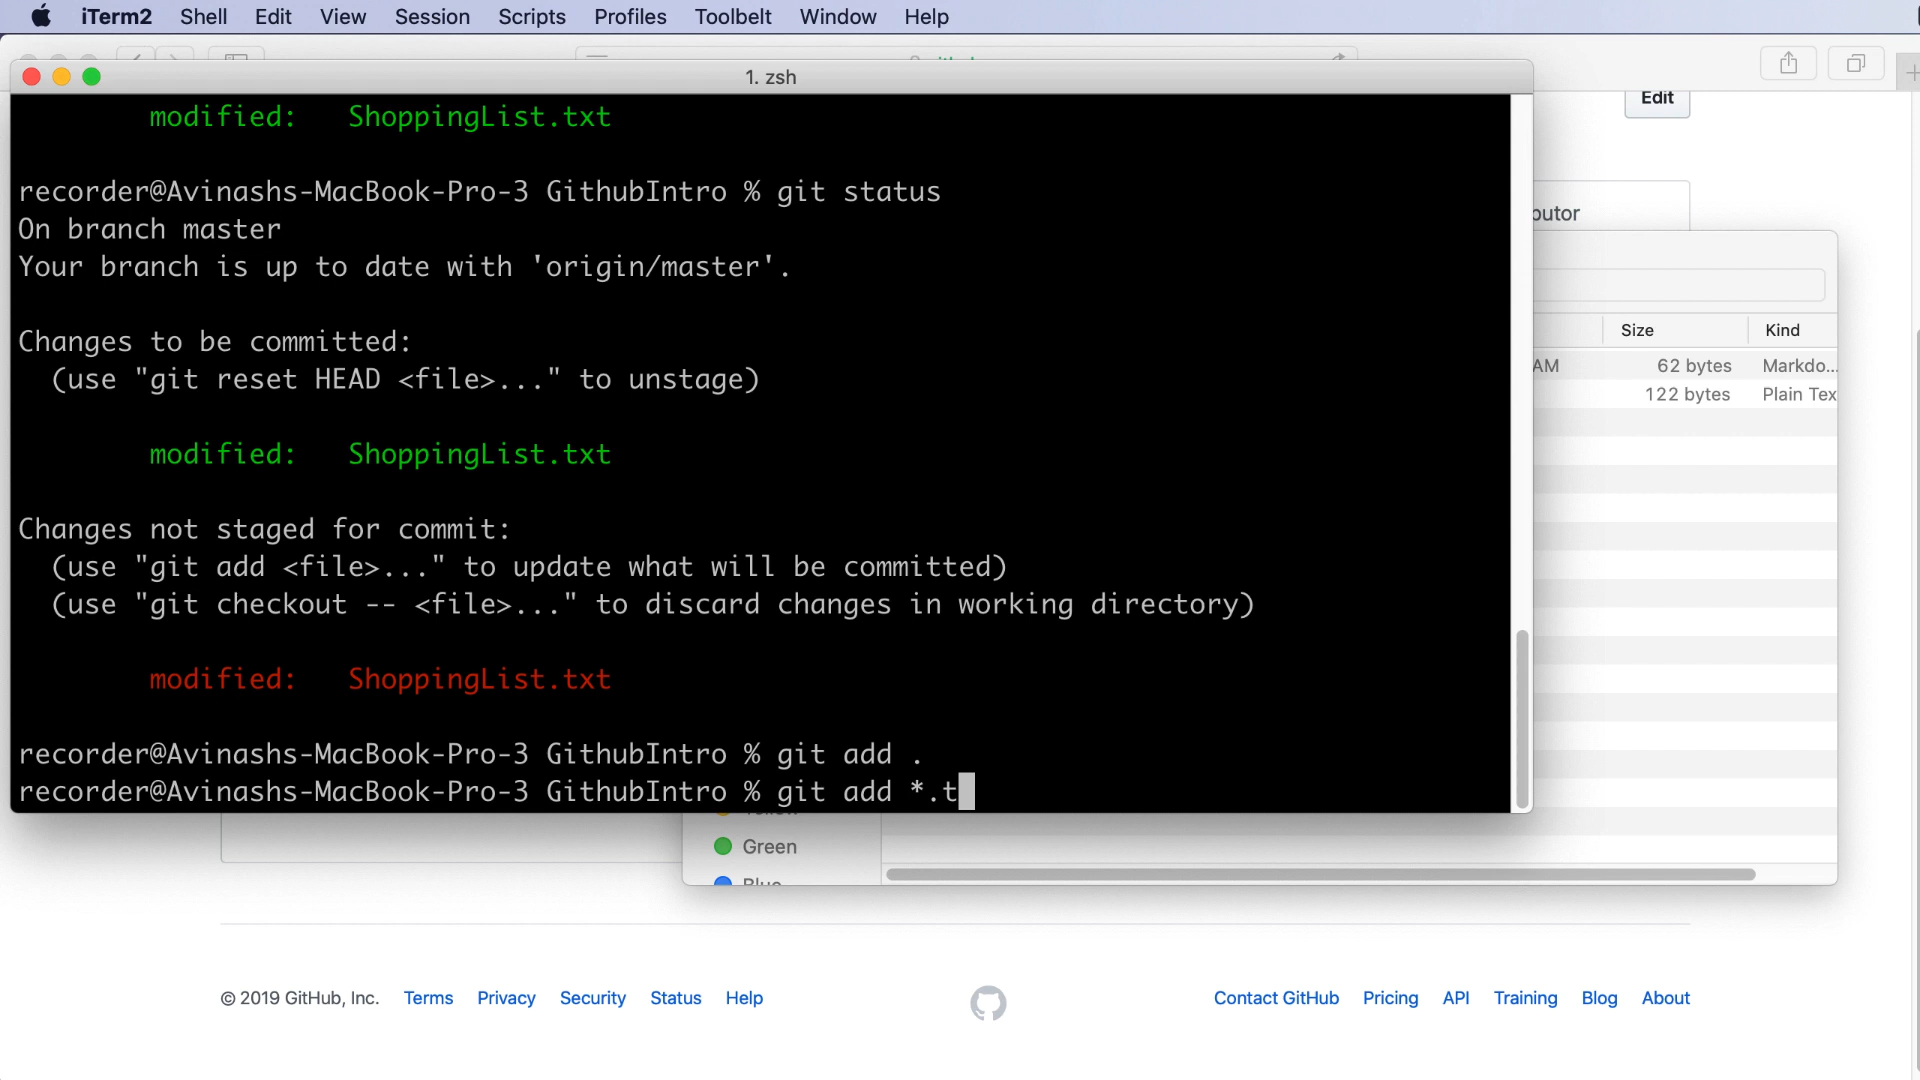 iTerm2 Shell Edit View Session Scripts Profiles Toolbelt Window Help
1. zsh
Edit
modified: ShoppingList.txt
recorder@Avinashs-MacBook-Pro-3 GithubIntro % git status
On branch master
Your branch is up to date with 'origin/master'.
Changes to be committed:
(use "git reset HEAD <file>..." to unstage)
modified: ShoppingList.txt
Changes not staged for commit:
(use "git add <file>..." to update what will be committed)
(use "git checkout -- <file>..." to discard changes in working directory)
modified: ShoppingList.txt
recorder@Avinashs-MacBook-Pro-3 GithubIntro % git add .
recorder@Avinashs-MacBook-Pro-3 GithubIntro % git add *.t
butor
Size Kind
AM 62 bytes Markdo...
122 bytes Plain Tex
Green
Blue
© 2019 GitHub, Inc. Terms Privacy Security Status Help Contact GitHub Pricing API Training Blog About